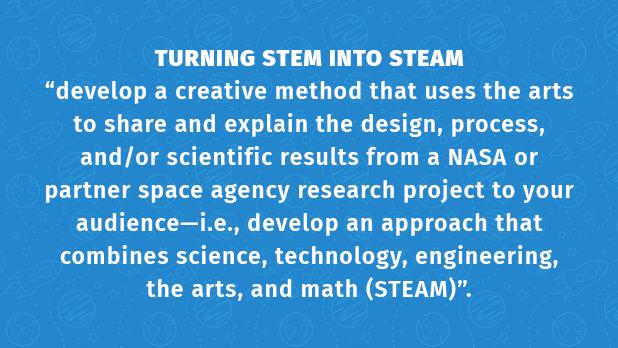 TURNING STEM INTO STEAM
“develop a creative method that uses the arts
to share and explain the design, process,
and/or scientific results from a NASA or
partner space agency research project to your
audience—i.e., develop an approach that
combines science, technology, engineering,
the arts, and math (STEAM)”.